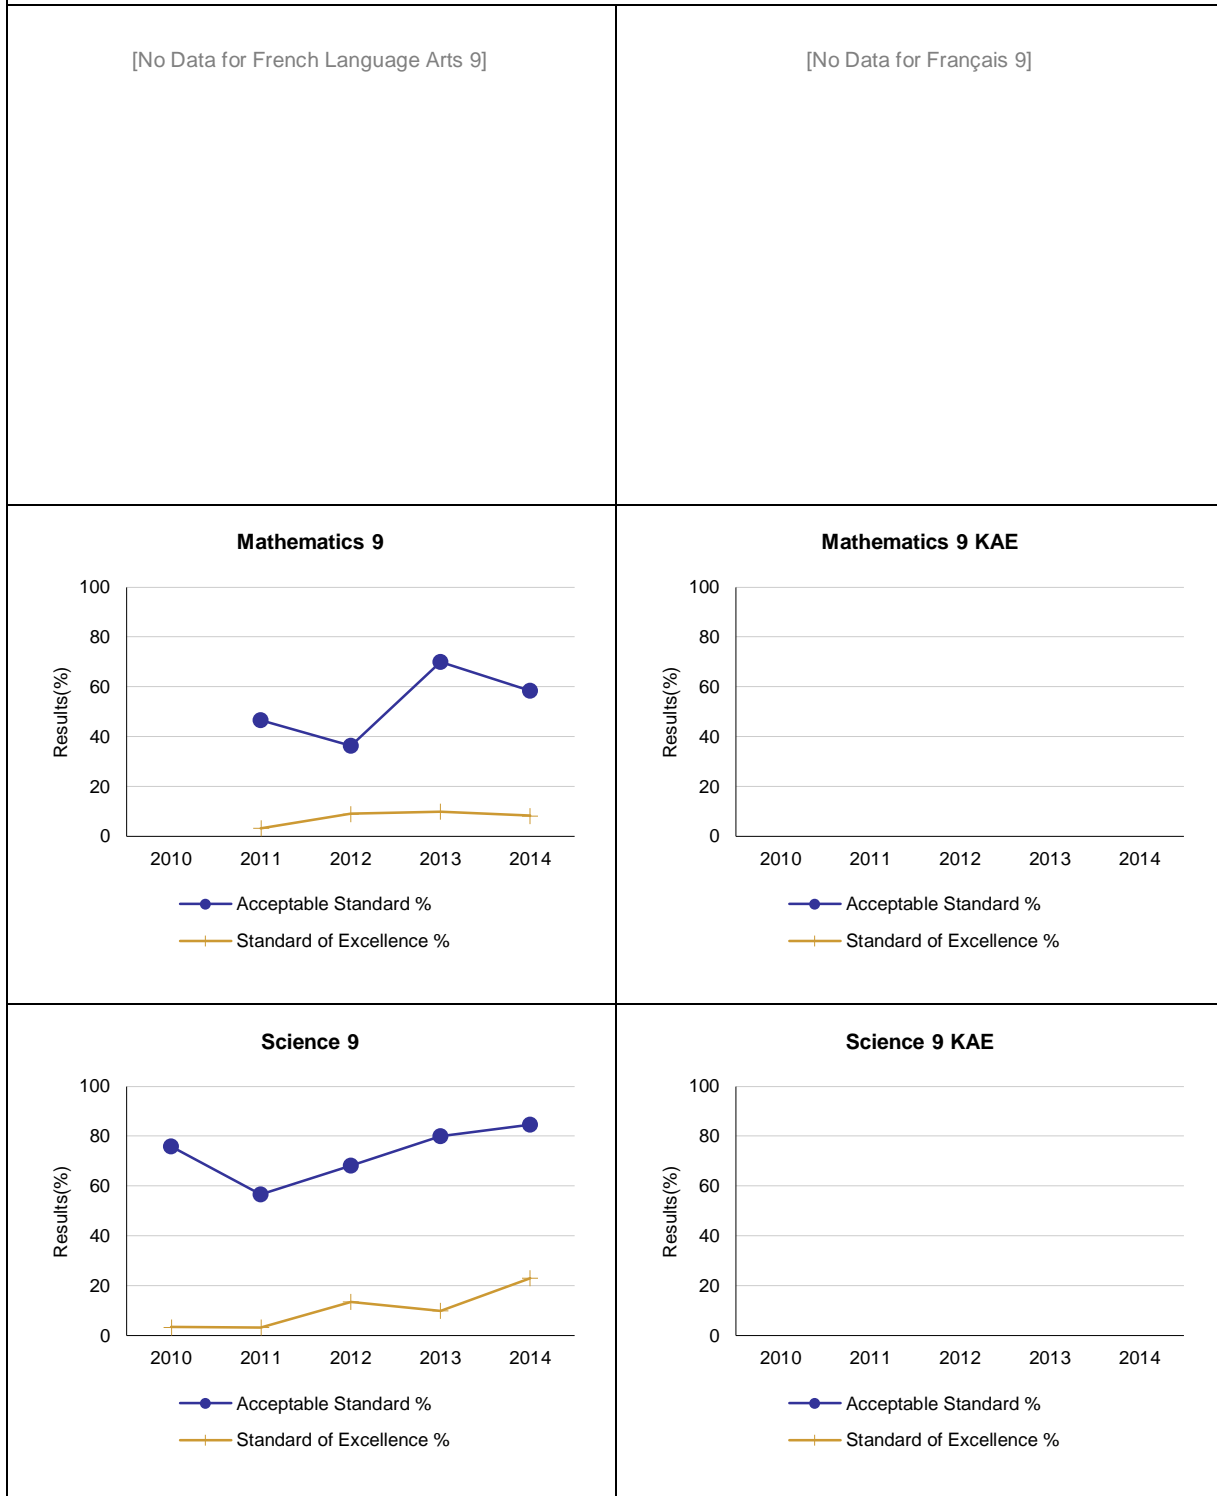 [No Data for French Language Arts 9]
[No Data for Français 9]
Mathematics 9
100
80
60
40
20
0
Results(%)
2010 2011 2012 2013 2014
Acceptable Standard %
Standard of Excellence %
Mathematics 9 KAE
100
80
60
40
20
0
Results(%)
2010 2011 2012 2013 2014
Acceptable Standard %
Standard of Excellence %
Science 9
100
80
60
40
20
0
Results(%)
2010 2011 2012 2013 2014
Acceptable Standard %
Standard of Excellence %
Science 9 KAE
100
80
60
40
20
0
Results(%)
2010 2011 2012 2013 2014
Acceptable Standard %
Standard of Excellence %